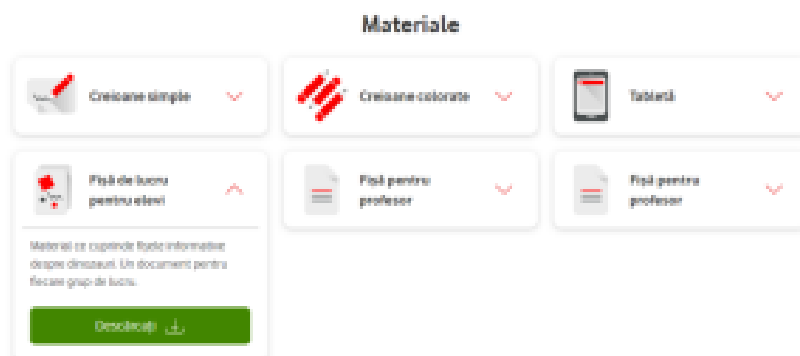 Materiale
Creioane simple
Creioane colorate
Tabletă
Fișă de lucru
pentru elevi
Fișă pentru
profesor
Fișă pentru
profesor
Material ce cuprinde fișele informative
despre dinozauri. Un document pentru
fiecare grup de lucru.
Descărcați